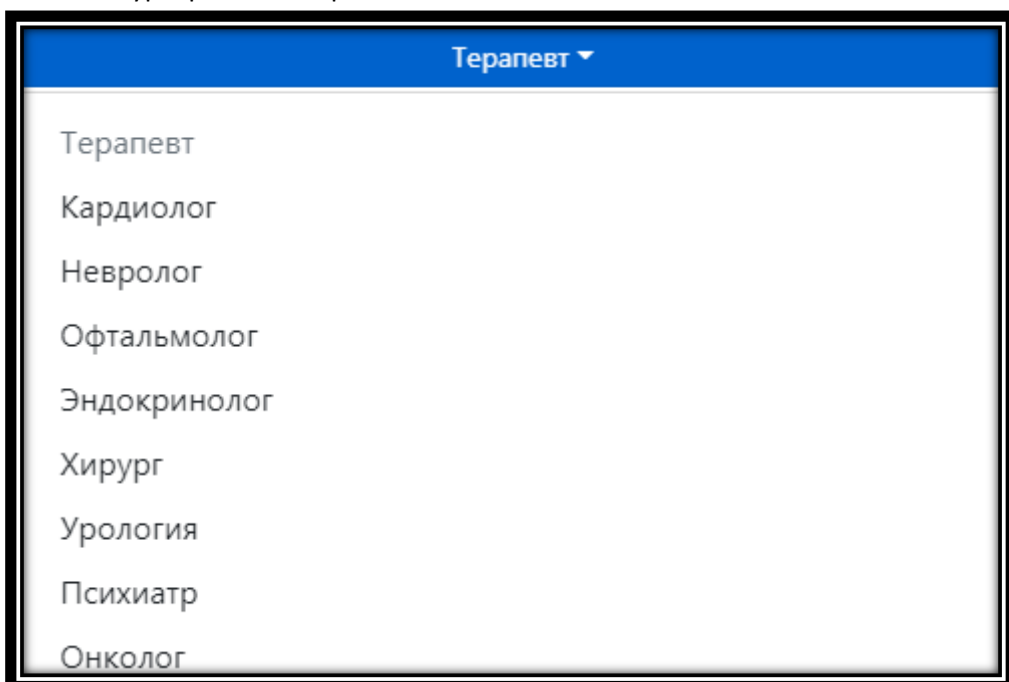 Терапевт
Терапевт
Кардиолог
Невролог
Офтальмолог
Эндокринолог
Хирург
Урология
Психиатр
Онколог